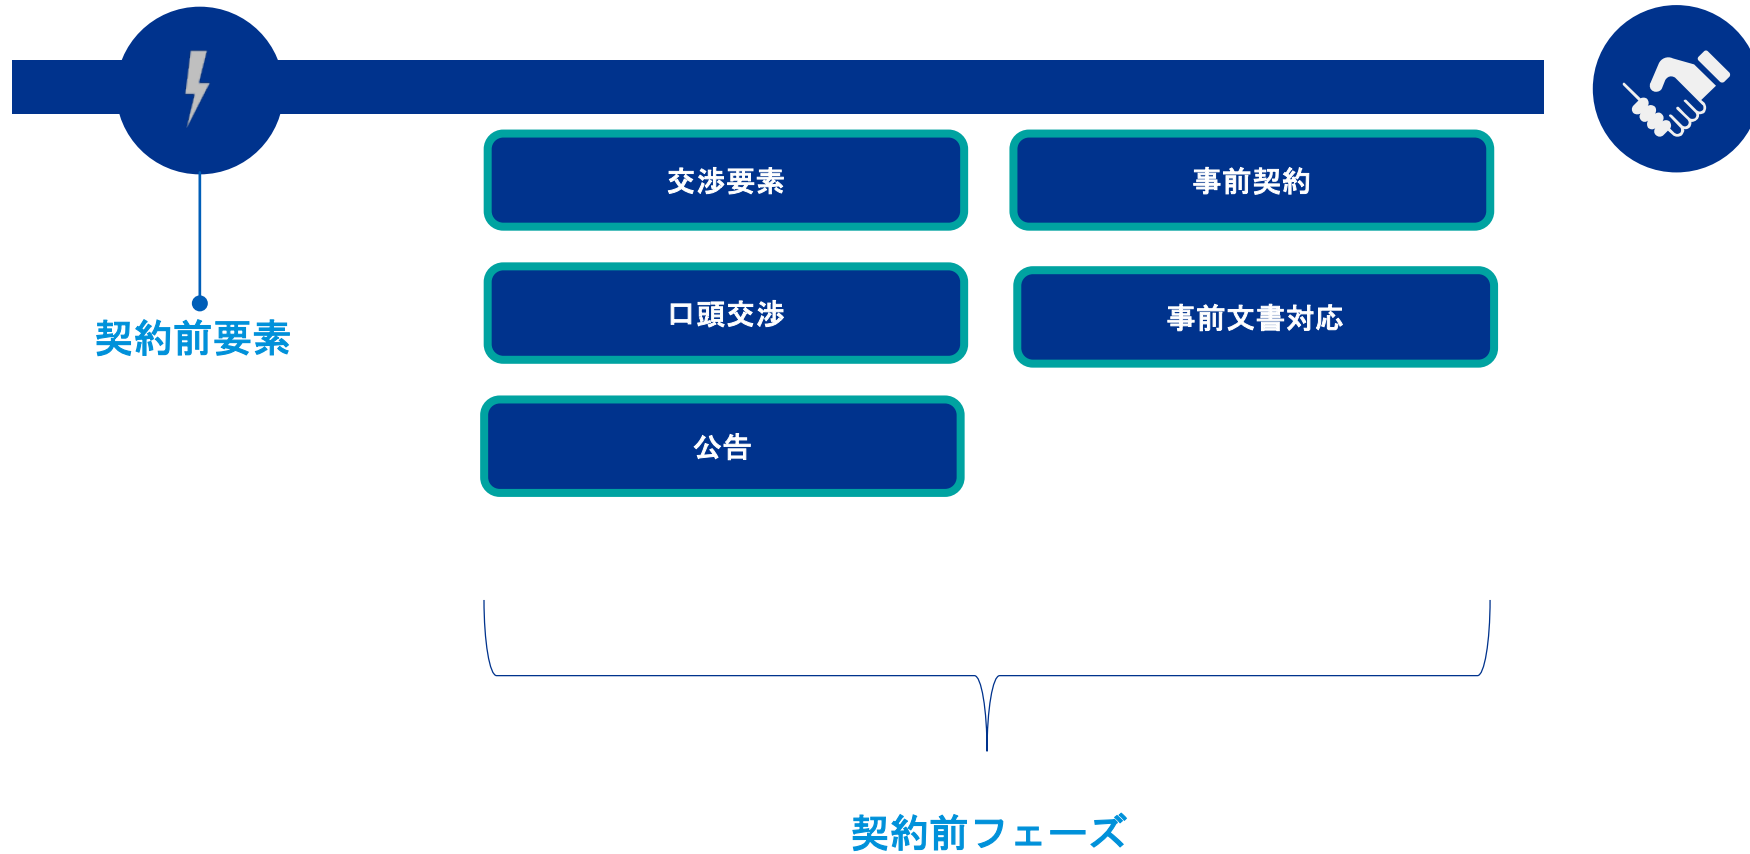 交渉要素
事前契約
口頭交渉
事前文書対応
契約前要素
公告
契約前フェーズ